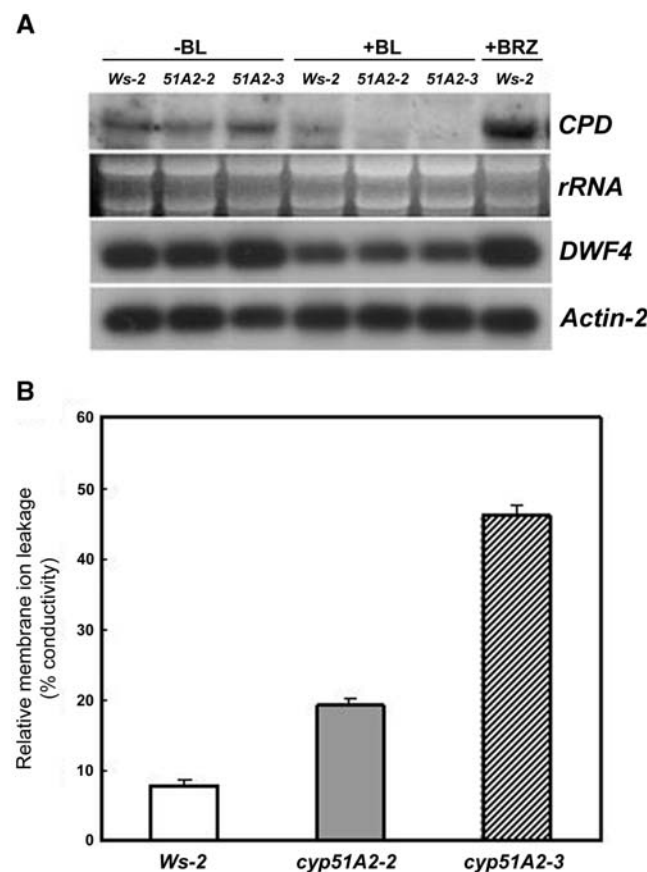 A
-BL +BL +BRZ
Ws-2 51A2-2 51A2-3 Ws-2 51A2-2 51A2-3 Ws-2
CPD
rRNA
DWF4
Actin-2
B
Relative membrane ion leakage
(% conductivity)
60
50
40
30
20
10
0
Ws-2 cyp51A2-2 cyp51A2-3